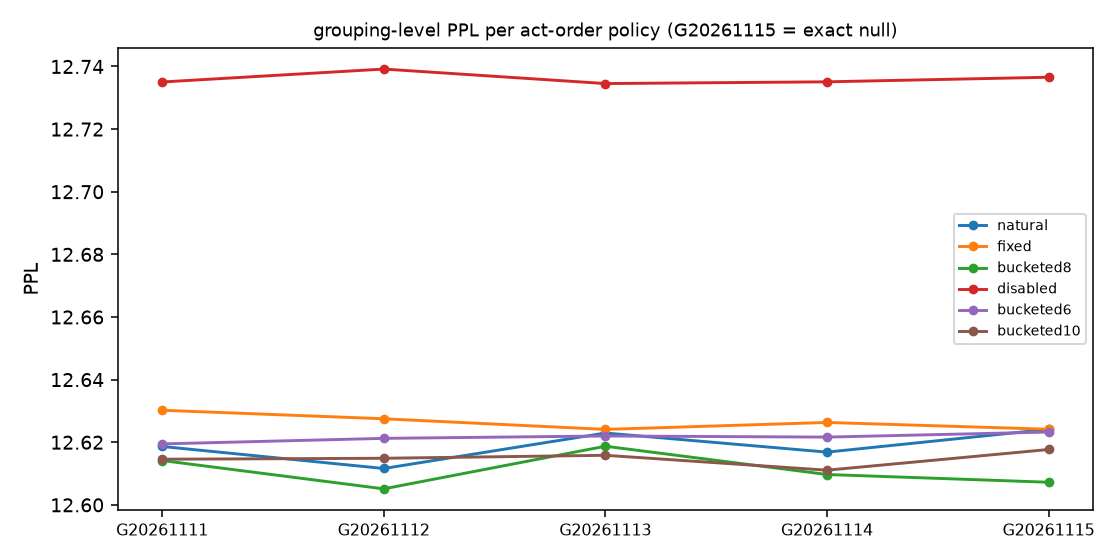 grouping-level PPL per act-order policy (G20261115 = exact null)
12.74
12.72
12.70
12.68
12.66
12.64
12.62
12.60
PPL
natural
fixed
bucketed8
disabled
bucketed6
bucketed10
G20261111
G20261112
G20261113
G20261114
G20261115